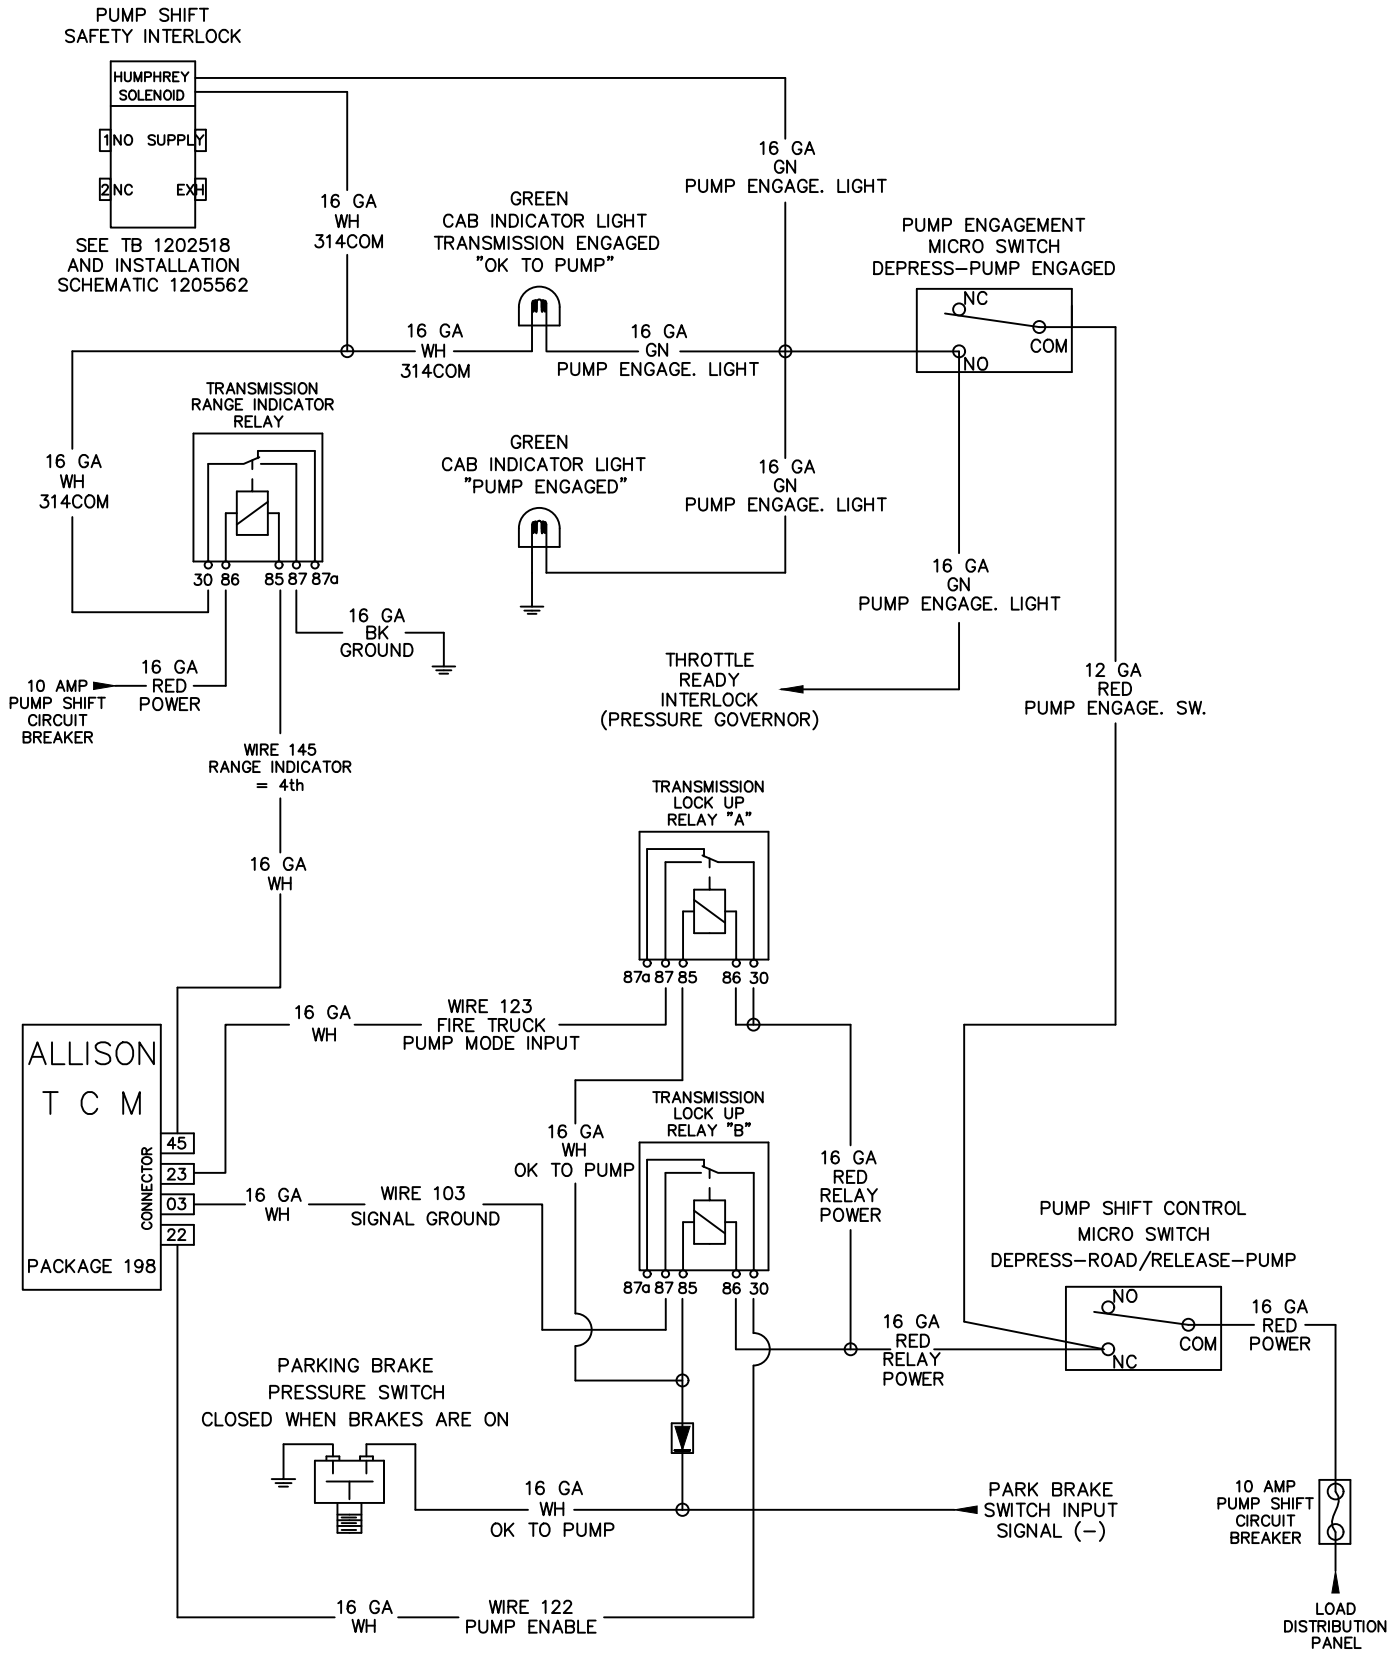 PUMP SHIFT
SAFETY INTERLOCK
HUMPHREY
SOLENOID
1 NO SUPPLY
2 NC EXH
SEE TB 1202518
AND INSTALLATION
SCHEMATIC 1205562
16 GA
WH
314COM
GREEN
CAB INDICATOR LIGHT
TRANSMISSION ENGAGED
"OK TO PUMP"
16 GA
GN
PUMP ENGAGE. LIGHT
PUMP ENGAGEMENT
MICRO SWITCH
DEPRESS-PUMP ENGAGED
NC
COM
NO
16 GA
WH
314COM
16 GA
GN
PUMP ENGAGE. LIGHT
TRANSMISSION
RANGE INDICATOR
RELAY
30 86 85 87 87a
16 GA
WH
314COM
GREEN
CAB INDICATOR LIGHT
"PUMP ENGAGED"
16 GA
GN
PUMP ENGAGE. LIGHT
16 GA
GN
PUMP ENGAGE. LIGHT
16 GA
BK
GROUND
10 AMP
PUMP SHIFT
CIRCUIT
BREAKER
16 GA
RED
POWER
THROTTLE
READY
INTERLOCK
(PRESSURE GOVERNOR)
12 GA
RED
PUMP ENGAGE. SW.
WIRE 145
RANGE INDICATOR
= 4th
16 GA
WH
TRANSMISSION
LOCK UP
RELAY "A"
87a 87 85 86 30
16 GA
WH
WIRE 123
FIRE TRUCK
PUMP MODE INPUT
ALLISON
T C M
CONNECTOR
45
23
03
22
PACKAGE 198
TRANSMISSION
LOCK UP
RELAY "B"
87a 87 85 86 30
16 GA
WH
OK TO PUMP
16 GA
RED
RELAY
POWER
16 GA
WH
WIRE 103
SIGNAL GROUND
PUMP SHIFT CONTROL
MICRO SWITCH
DEPRESS-ROAD/RELEASE-PUMP
NO
COM
NC
16 GA
RED
POWER
16 GA
RED
RELAY
POWER
PARKING BRAKE
PRESSURE SWITCH
CLOSED WHEN BRAKES ARE ON
16 GA
WH
OK TO PUMP
PARK BRAKE
SWITCH INPUT
SIGNAL (-)
10 AMP
PUMP SHIFT
CIRCUIT
BREAKER
16 GA
WH
WIRE 122
PUMP ENABLE
LOAD
DISTRIBUTION
PANEL